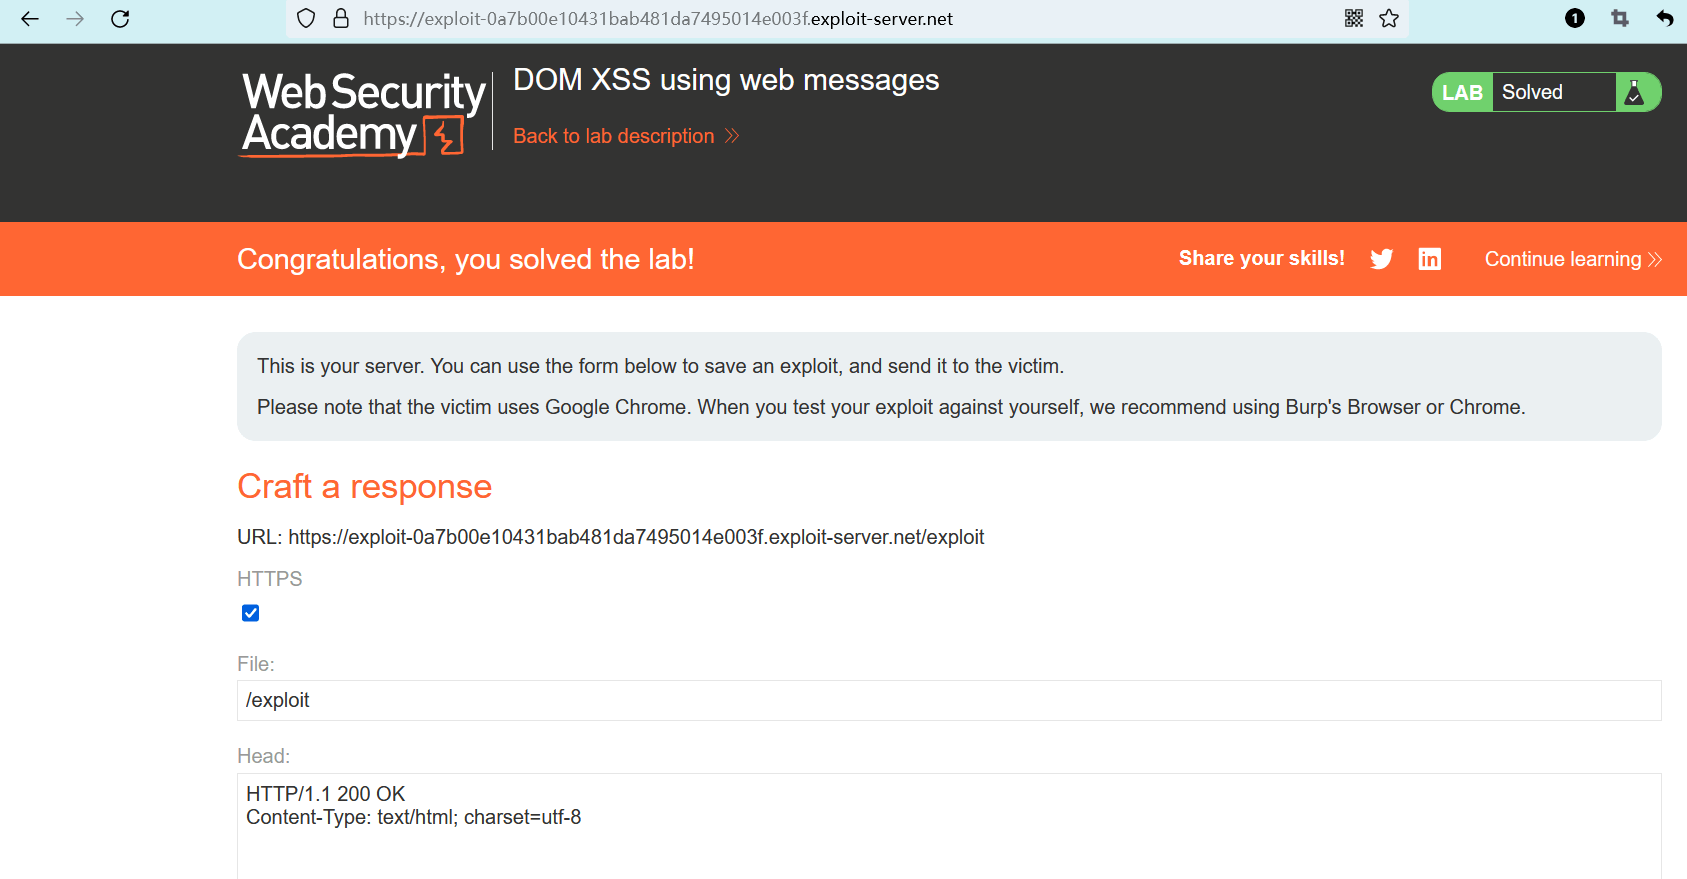 https://exploit-0a7b00e10431bab481da7495014e003f.exploit-server.net
1
Web Security
Academy
DOM XSS using web messages
Back to lab description
LAB Solved
Congratulations, you solved the lab!
Share your skills!
in
Continue learning
This is your server. You can use the form below to save an exploit, and send it to the victim.
Please note that the victim uses Google Chrome. When you test your exploit against yourself, we recommend using Burp's Browser or Chrome.
Craft a response
URL: https://exploit-0a7b00e10431bab481da7495014e003f.exploit-server.net/exploit
HTTPS
File:
/exploit
Head:
HTTP/1.1 200 OK
Content-Type: text/html; charset=utf-8